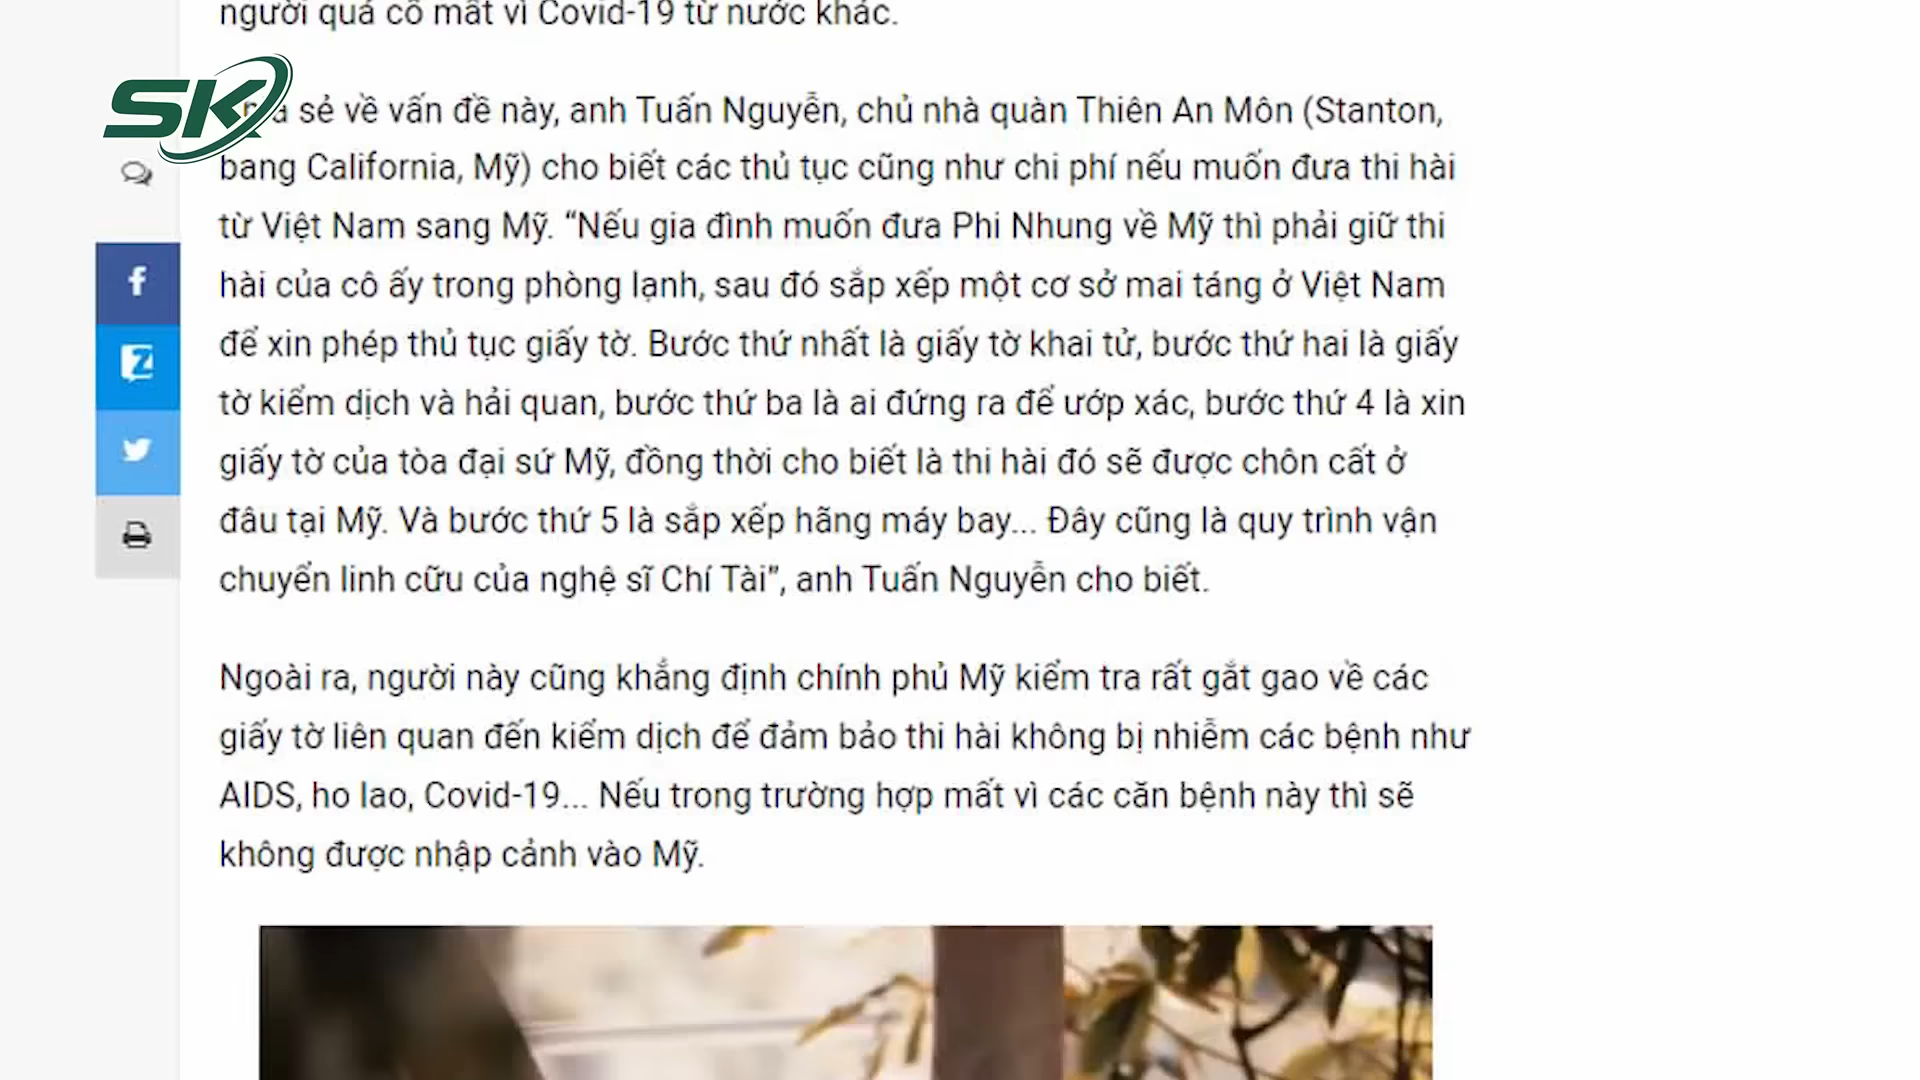 người quá cố mất vì Covid-19 từ nước khác.
SK
sẻ về vấn đề này, anh Tuấn Nguyễn, chủ nhà quàn Thiên An Môn (Stanton,
bang California, Mỹ) cho biết các thủ tục cũng như chi phí nếu muốn đưa thi hài
từ Việt Nam sang Mỹ. “Nếu gia đình muốn đưa Phi Nhung về Mỹ thì phải giữ thi
hài của cô ấy trong phòng lạnh, sau đó sắp xếp một cơ sở mai táng ở Việt Nam
để xin phép thủ tục giấy tờ. Bước thứ nhất là giấy tờ khai tử, bước thứ hai là giấy
tờ kiểm dịch và hải quan, bước thứ ba là ai đứng ra để ướp xác, bước thứ 4 là xin
giấy tờ của tòa đại sứ Mỹ, đồng thời cho biết là thi hài đó sẽ được chôn cất ở
đâu tại Mỹ. Và bước thứ 5 là sắp xếp hãng máy bay... Đây cũng là quy trình vận
chuyển linh cữu của nghệ sĩ Chí Tài”, anh Tuấn Nguyễn cho biết.
Ngoài ra, người này cũng khẳng định chính phủ Mỹ kiểm tra rất gắt gao về các
giấy tờ liên quan đến kiểm dịch để đảm bảo thi hài không bị nhiễm các bệnh như
AIDS, ho lao, Covid-19... Nếu trong trường hợp mất vì các căn bệnh này thì sẽ
không được nhập cảnh vào Mỹ.